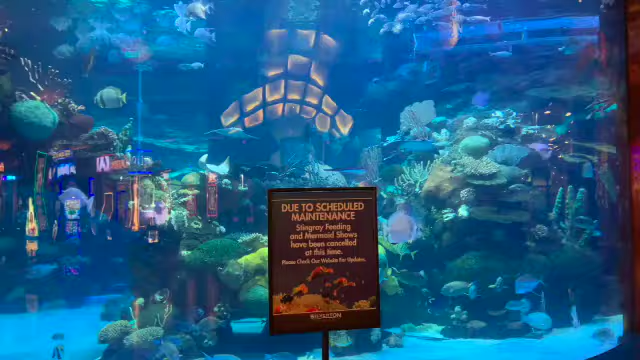 DUE TO SCHEDULED
MAINTENANCE
Stingray Feeding
and Mermaid Shows
have been cancelled
at this time.
Please Check Our Website For Updates.
SILVERTON